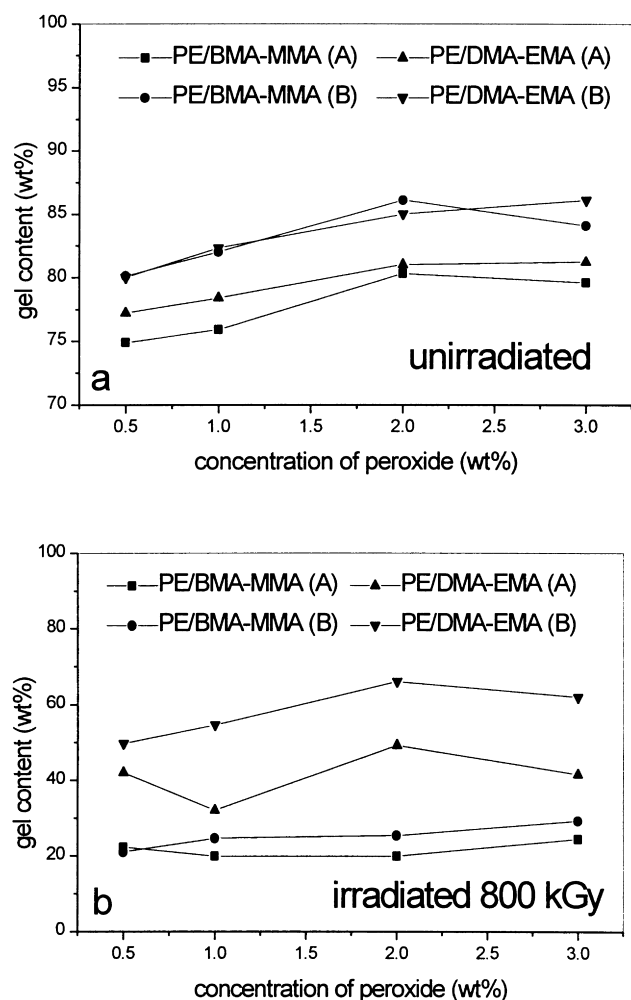 100
95
90
85
80
75
70
gel content (wt%)
PE/BMA-MMA (A) PE/DMA-EMA (A)
PE/BMA-MMA (B) PE/DMA-EMA (B)
a
unirradiated
0.5 1.0 1.5 2.0 2.5 3.0
concentration of peroxide (wt%)
100
80
60
40
20
0
gel content (wt%)
PE/BMA-MMA (A) PE/DMA-EMA (A)
PE/BMA-MMA (B) PE/DMA-EMA (B)
b
irradiated 800 kGy
0.5 1.0 1.5 2.0 2.5 3.0
concentration of peroxide (wt%)